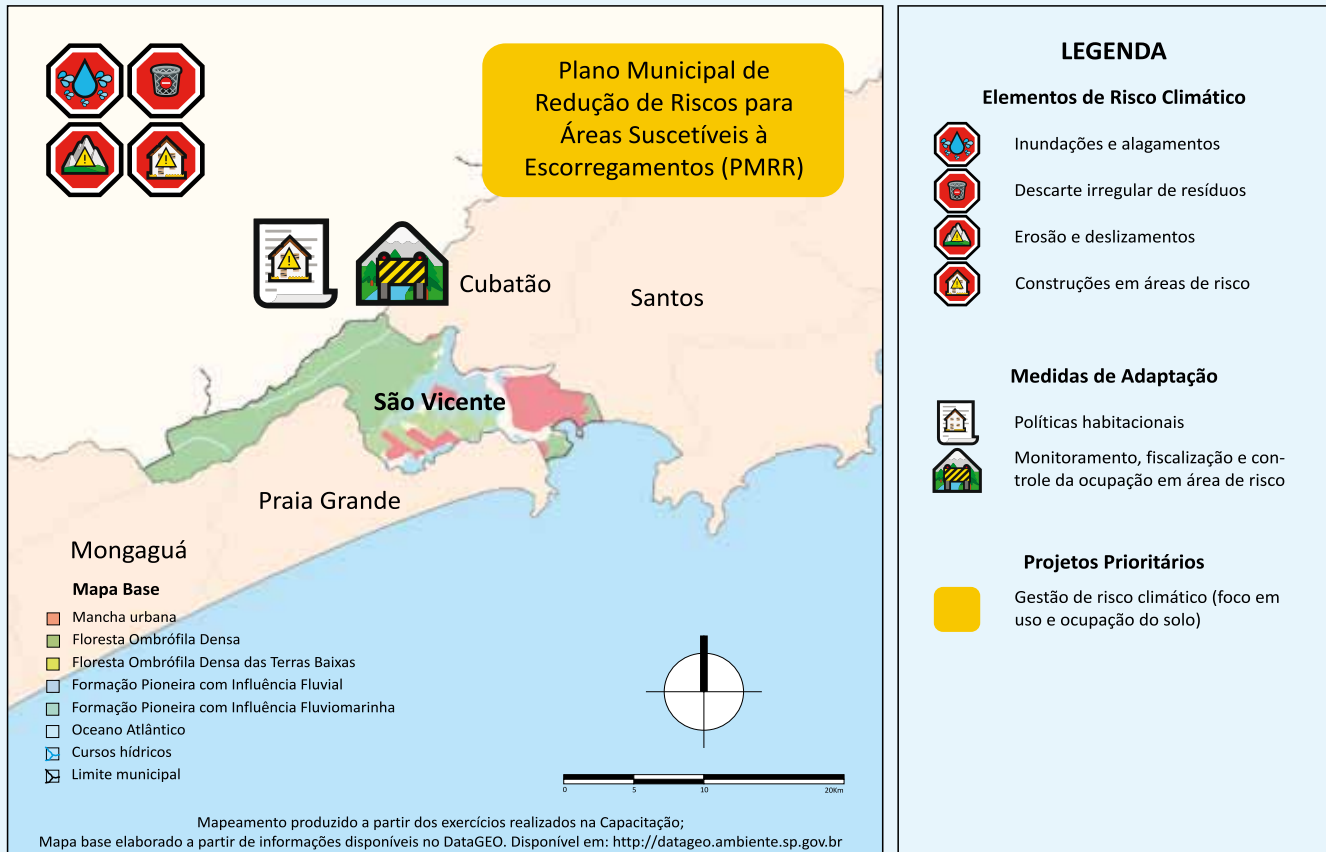 Plano Municipal de
Redução de Riscos para
Áreas Suscetíveis à
Escorregamentos (PMRR)
Cubatão
Santos
São Vicente
Praia Grande
Mongaguá
Mapa Base
Mancha urbana
Floresta Ombrófila Densa
Floresta Ombrófila Densa das Terras Baixas
Formação Pioneira com Influência Fluvial
Formação Pioneira com Influência Fluviomarinha
Oceano Atlântico
Cursos hídricos
Limite municipal
0 5 10 20Km
Mapeamento produzido a partir dos exercícios realizados na Capacitação;
Mapa base elaborado a partir de informações disponíveis no DataGEO. Disponível em: http://datageo.ambiente.sp.gov.br
LEGENDA
Elementos de Risco Climático
Inundações e alagamentos
Descarte irregular de resíduos
Erosão e deslizamentos
Construções em áreas de risco
Medidas de Adaptação
Políticas habitacionais
Monitoramento, fiscalização e con-
trole da ocupação em área de risco
Projetos Prioritários
Gestão de risco climático (foco em
uso e ocupação do solo)